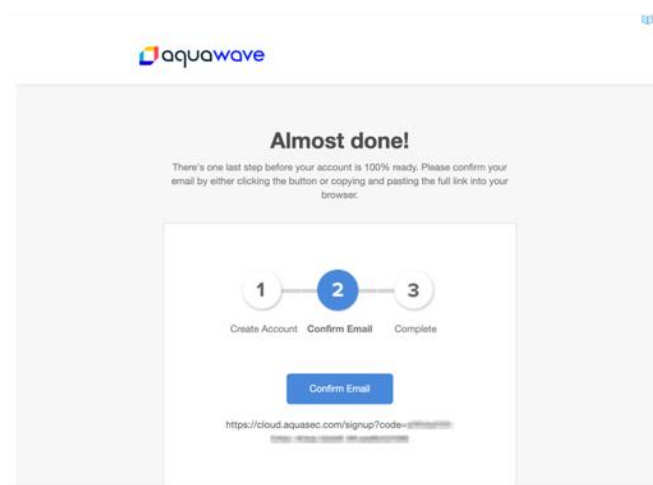 aquawave
Almost done!
There's one last step before your account is 100% ready. Please confirm your
email by either clicking the button or copying and pasting the full link into your
browser.
1 2 3
Create Account Confirm Email Complete
Confirm Email
https://cloud.aquasec.com/signup?code=